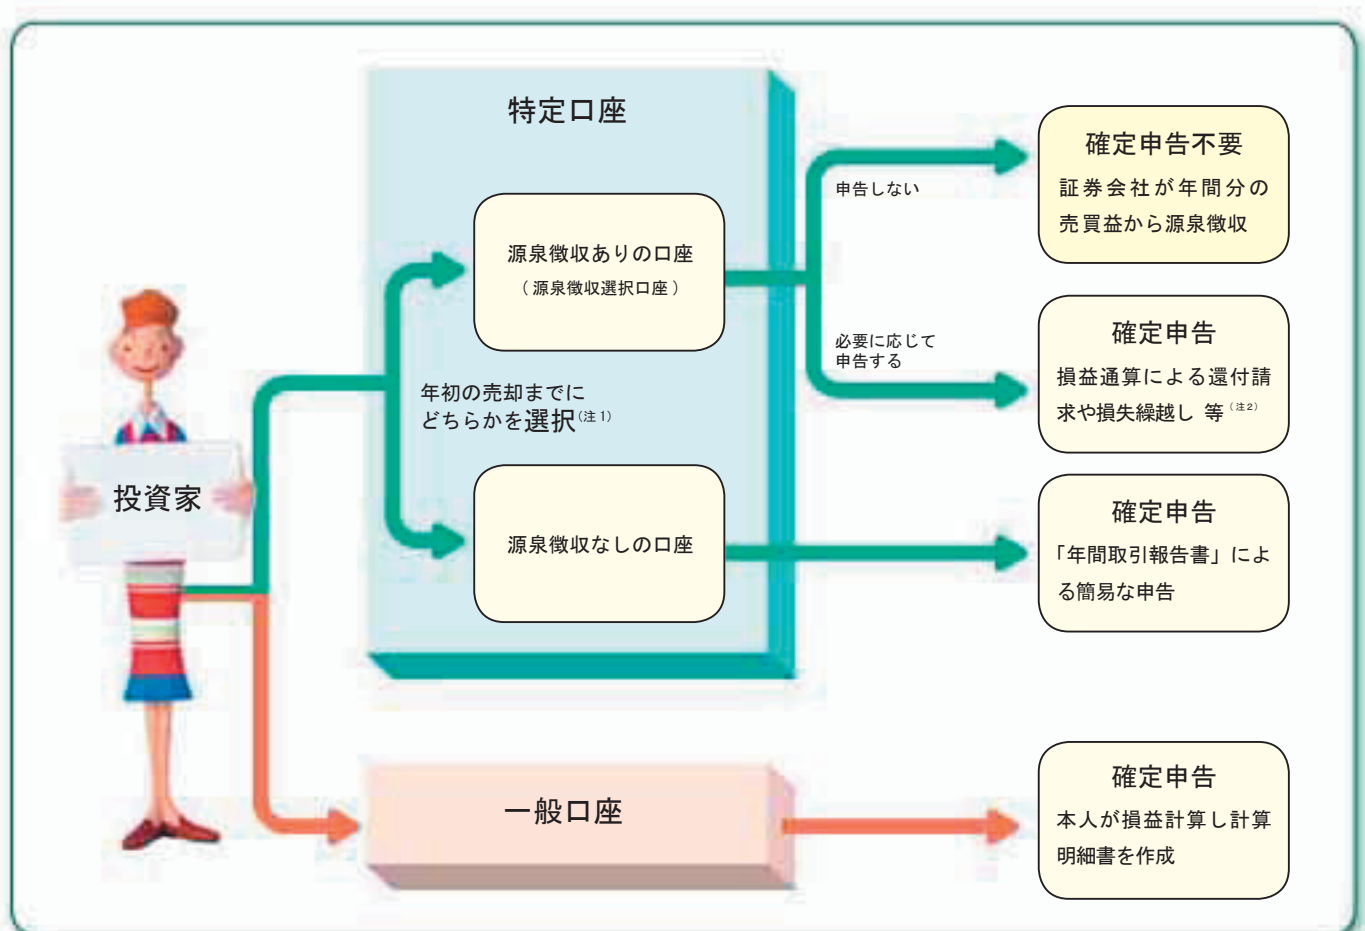 特定口座
源泉徴収ありの口座
（源泉徴収選択口座）
年初の売却までに
どちらかを選択(注1)
源泉徴収なしの口座
申告しない
必要に応じて
申告する
確定申告不要
証券会社が年間分の
売買益から源泉徴収
確定申告
損益通算による還付請
求や損失繰越し 等(注2)
確定申告
「年間取引報告書」によ
る簡易な申告
投資家
一般口座
確定申告
本人が損益計算し計算
明細書を作成